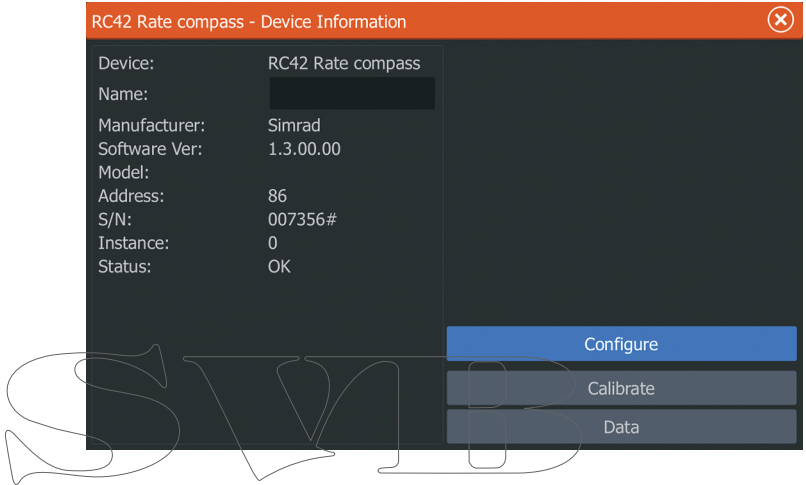 RC42 Rate compass - Device Information
Device: RC42 Rate compass
Name:
Manufacturer: Simrad
Software Ver: 1.3.00.00
Model:
Address: 86
S/N: 007356#
Instance: 0
Status: OK
Configure
Calibrate
Data
SVB